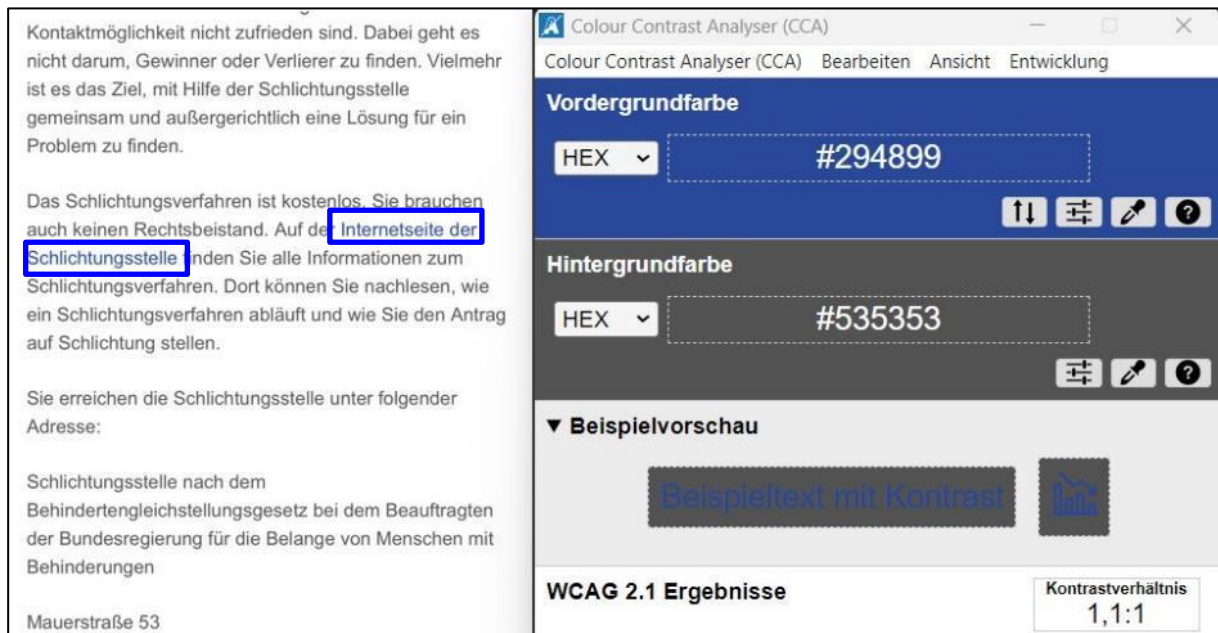 Kontaktmöglichkeit nicht zufrieden sind. Dabei geht es
nicht darum, Gewinner oder Verlierer zu finden. Vielmehr
ist es das Ziel, mit Hilfe der Schlichtungsstelle
gemeinsam und außergerichtlich eine Lösung für ein
Problem zu finden.
Das Schlichtungsverfahren ist kostenlos. Sie brauchen
auch keinen Rechtsbeistand. Auf der Internetseite der
Schlichtungsstelle finden Sie alle Informationen zum
Schlichtungsverfahren. Dort können Sie nachlesen, wie
ein Schlichtungsverfahren abläuft und wie Sie den Antrag
auf Schlichtung stellen.
Sie erreichen die Schlichtungsstelle unter folgender
Adresse:
Schlichtungsstelle nach dem
Behindertengleichstellungsgesetz bei dem Beauftragten
der Bundesregierung für die Belange von Menschen mit
Behinderungen
Mauerstraße 53
Colour Contrast Analyser (CCA)
Colour Contrast Analyser (CCA) Bearbeiten Ansicht Entwicklung
Vordergrundfarbe
HEX #294899
Hintergrundfarbe
HEX #535353
▼ Beispielvorschau
Beispieltext mit Kontrast
WCAG 2.1 Ergebnisse
Kontrastverhältnis
1,1:1